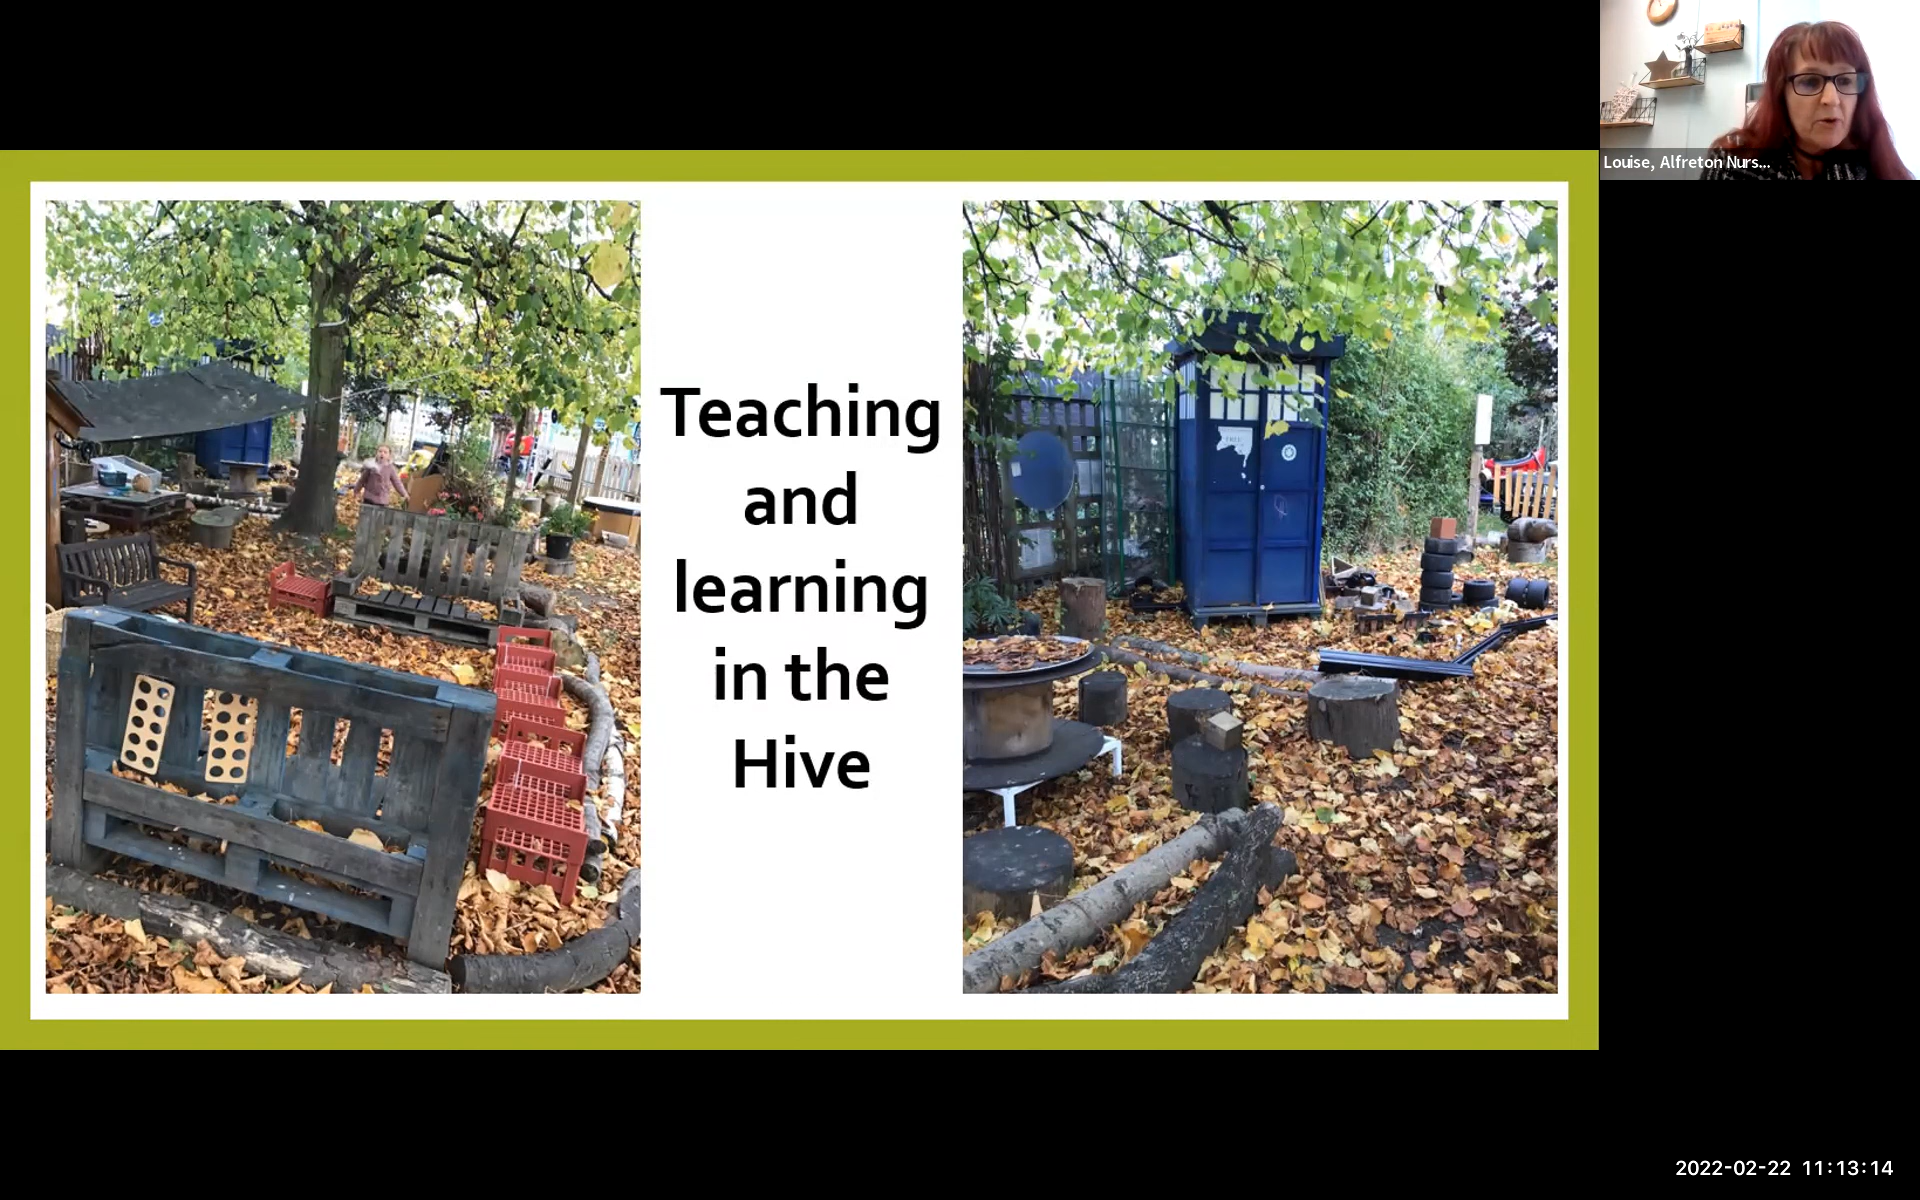 Louise, Alfreton Nurs...
Teaching
and
learning
in the
Hive
2022-02-22 11:13:14